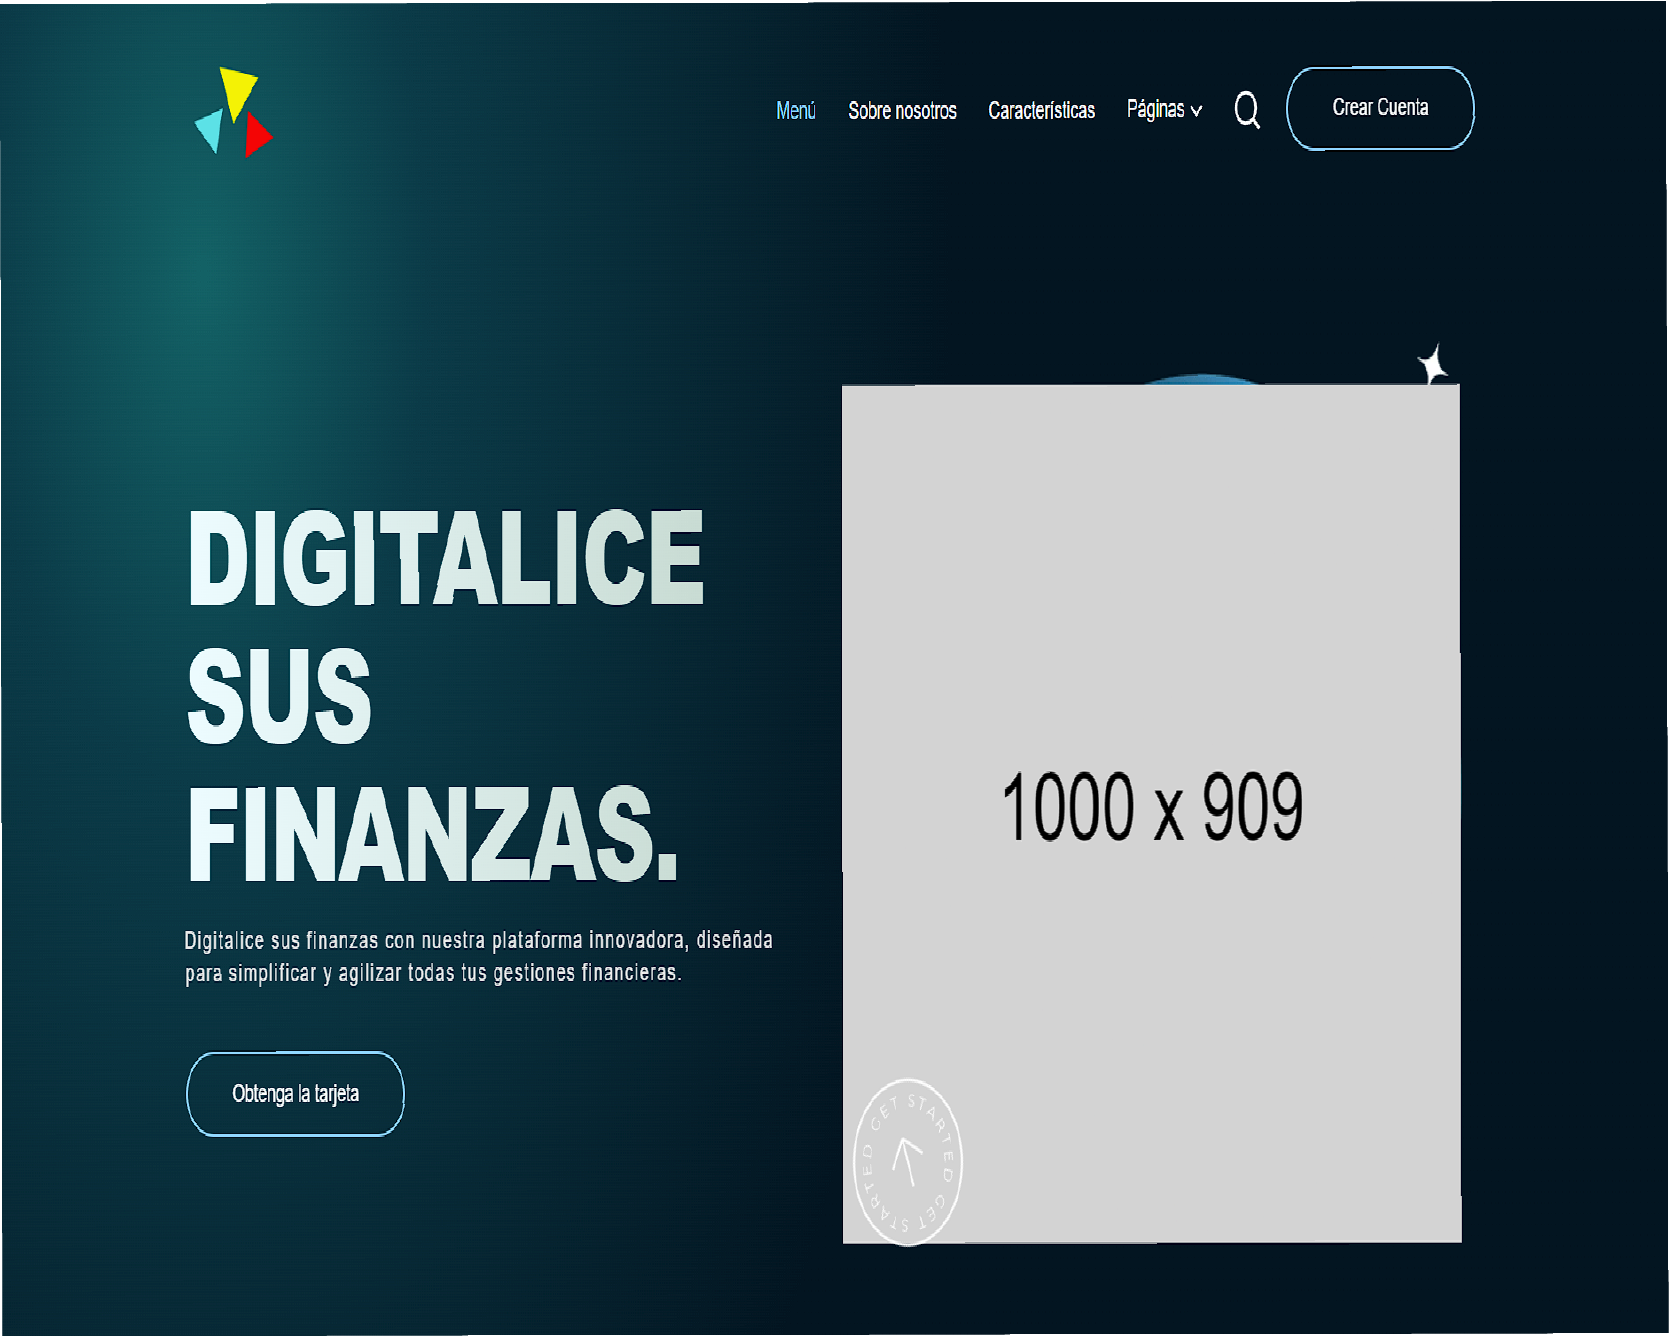 Menú
Sobre nosotros
Características
Páginas
Crear Cuenta
DIGITALICE
SUS
FINANZAS.
Digitalice sus finanzas con nuestra plataforma innovadora, diseñada
para simplificar y agilizar todas tus gestiones financieras.
Obtenga la tarjeta
1000 x 909
GET STARTED GET STARTED